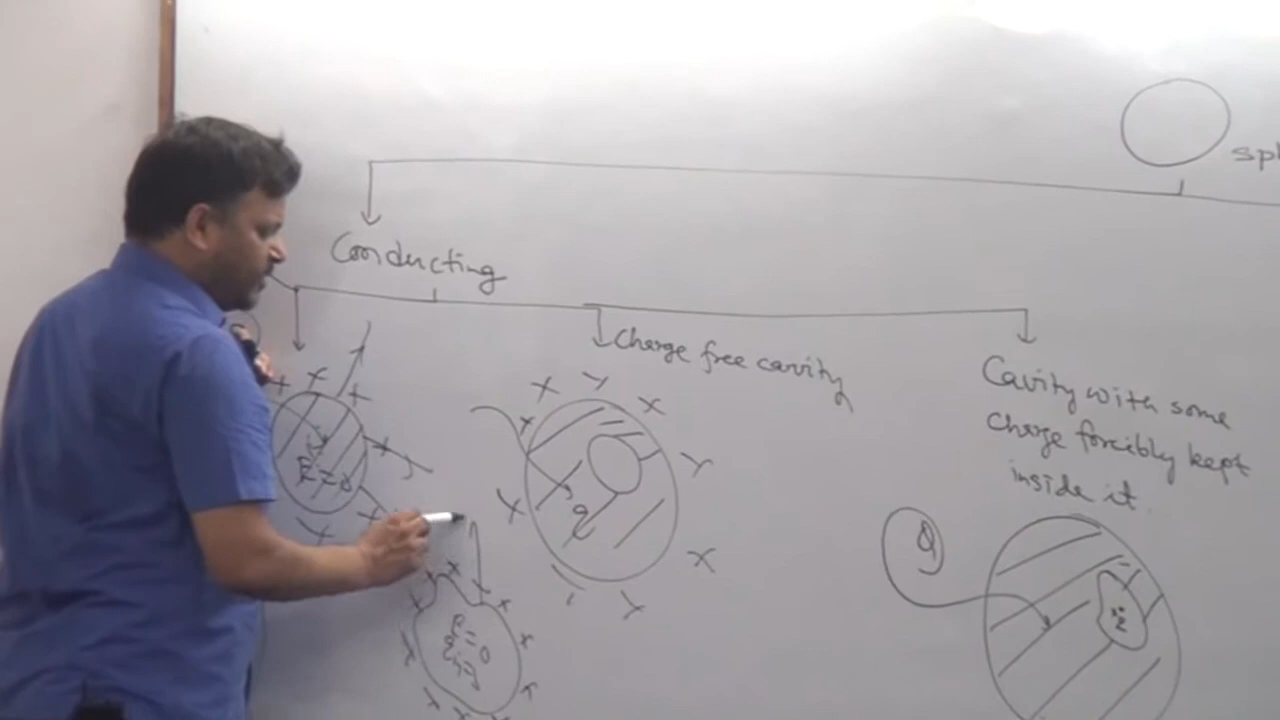 sph
Conducting
Charge free cavity
Cavity with some
Charge forcibly kept
inside it
E = 0
q
Q
E = 0